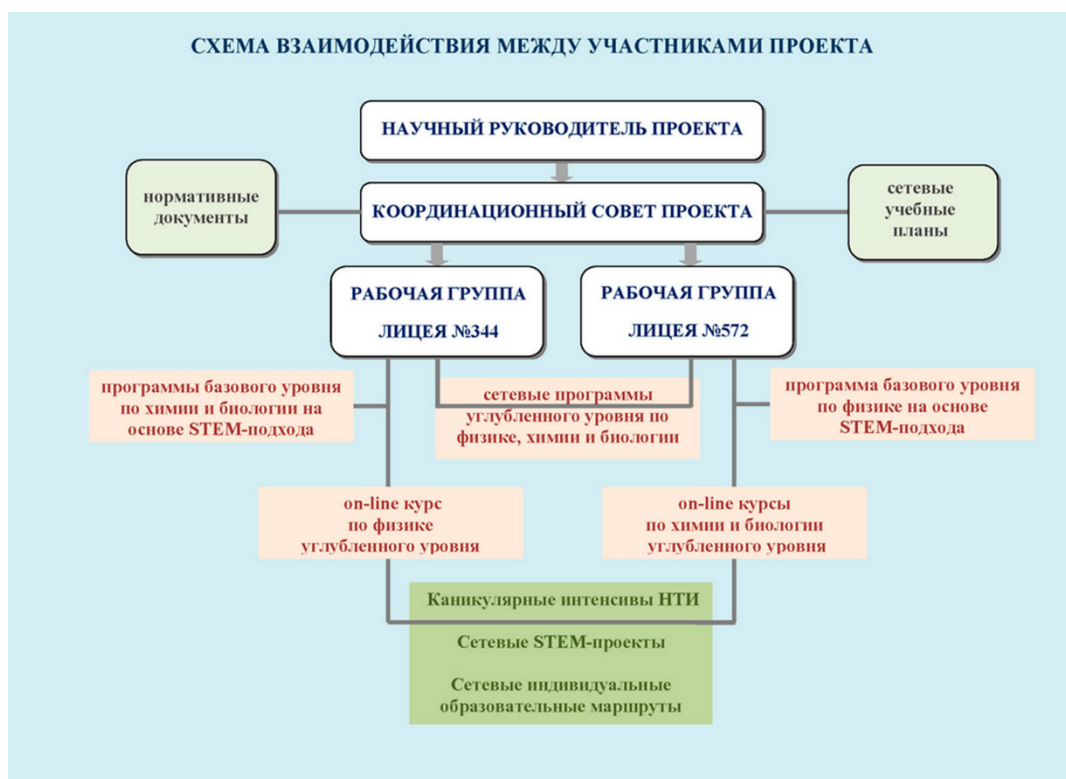 СХЕМА ВЗАИМОДЕЙСТВИЯ МЕЖДУ УЧАСТНИКАМИ ПРОЕКТА
НАУЧНЫЙ РУКОВОДИТЕЛЬ ПРОЕКТА
нормативные
документы
КООРДИНАЦИОННЫЙ СОВЕТ ПРОЕКТА
сетевые
учебные
планы
РАБОЧАЯ ГРУППА
ЛИЦЕЯ №344
РАБОЧАЯ ГРУППА
ЛИЦЕЯ №572
программы базового уровня
по химии и биологии на
основе STEM-подхода
сетевые программы
углубленного уровня по
физике, химии и биологии
программа базового уровня
по физике на основе
STEM-подхода
on-line курс
по физике
углубленного уровня
on-line курсы
по химии и биологии
углубленного уровня
Каникулярные интенсивы НТИ
Сетевые STEM-проекты
Сетевые индивидуальные
образовательные маршруты